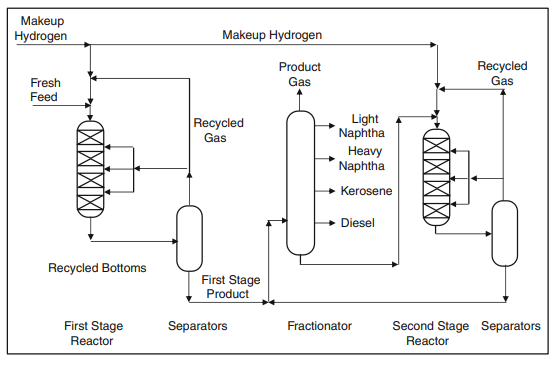 Makeup
Hydrogen
Makeup Hydrogen
Fresh
Feed
Recycled
Gas
Product
Gas
Light
Naphtha
Heavy
Naphtha
Kerosene
Diesel
Recycled
Gas
Recycled Bottoms
First Stage
Product
First Stage
Reactor
Separators
Fractionator
Second Stage
Reactor
Separators